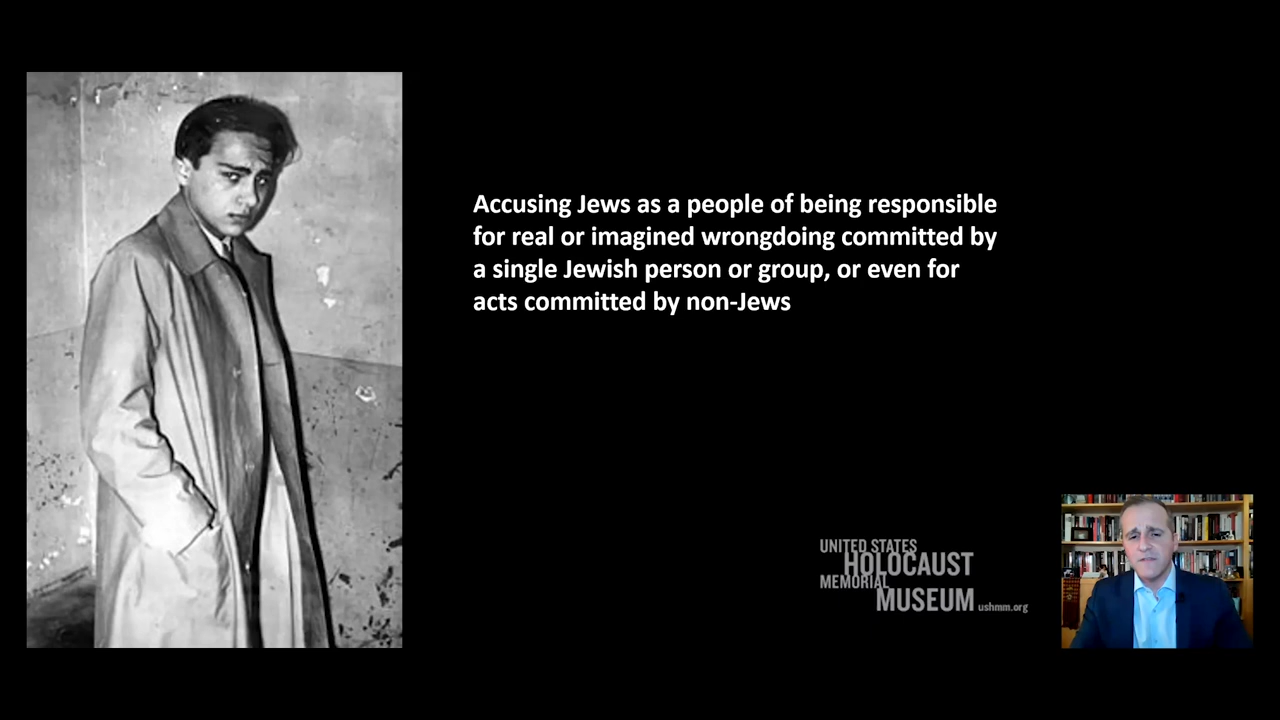 Accusing Jews as a people of being responsible
for real or imagined wrongdoing committed by
a single Jewish person or group, or even for
acts committed by non-Jews
UNITED STATES
HOLOCAUST
MEMORIAL
MUSEUM ushmm.org